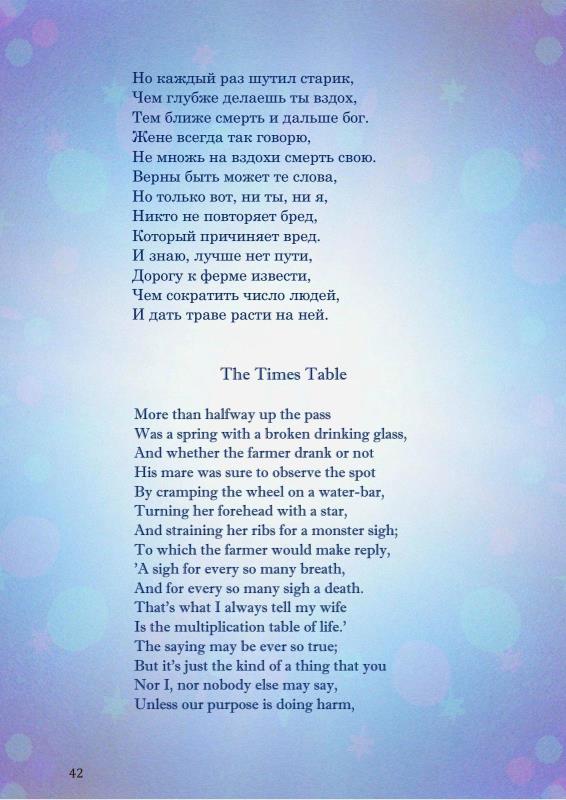 Но каждый раз шутил старик,
Чем глубже делаешь ты вздох,
Тем ближе смерть и дальше бог.
Жене всегда так говорю,
Не множь на вздохи смерть свою.
Верны быть может те слова,
Но только вот, ни ты, ни я,
Никто не повторяет бред,
Который причиняет вред.
И знаю, лучше нет пути,
Дорогу к ферме извести,
Чем сократить число людей,
И дать траве расти на ней.
The Times Table
More than halfway up the pass
Was a spring with a broken drinking glass,
And whether the farmer drank or not
His mare was sure to observe the spot
By cramping the wheel on a water-bar,
Turning her forehead with a star,
And straining her ribs for a monster sigh;
To which the farmer would make reply,
’A sigh for every so many breath,
And for every so many sigh a death.
That’s what I always tell my wife
Is the multiplication table of life.’
The saying may be ever so true;
But it’s just the kind of a thing that you
Nor I, nor nobody else may say,
Unless our purpose is doing harm,
42